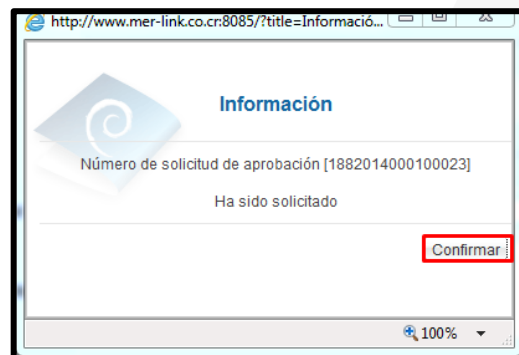 http://www.mer-link.co.cr:8085/?title=Informació...
Información
Número de solicitud de aprobación [1882014000100023]
Ha sido solicitado
Confirmar
100%